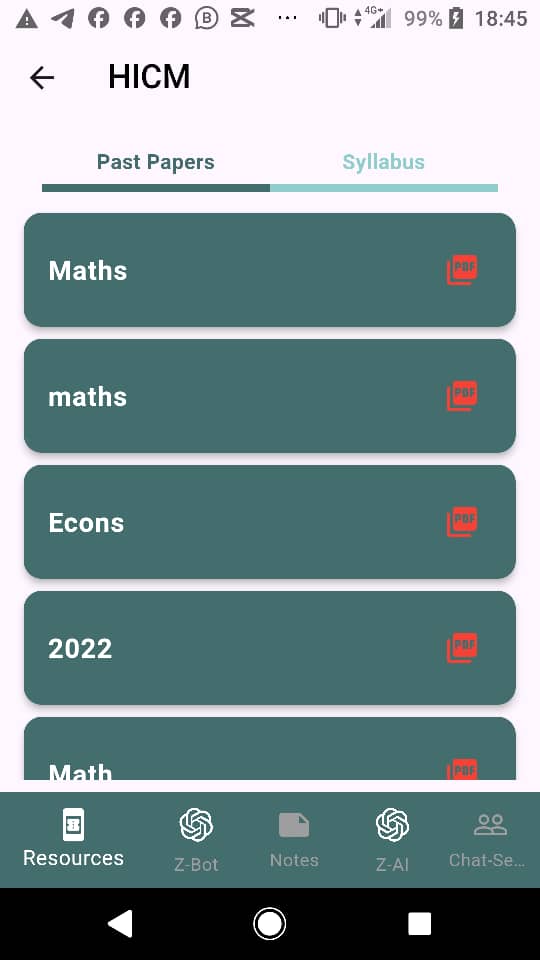 4G+ 99% 18:45
HICM
Past Papers Syllabus
Maths
PDF
maths
PDF
Econs
PDF
2022
PDF
Math
PDF
Resources Z-Bot Notes Z-AI Chat-Se...